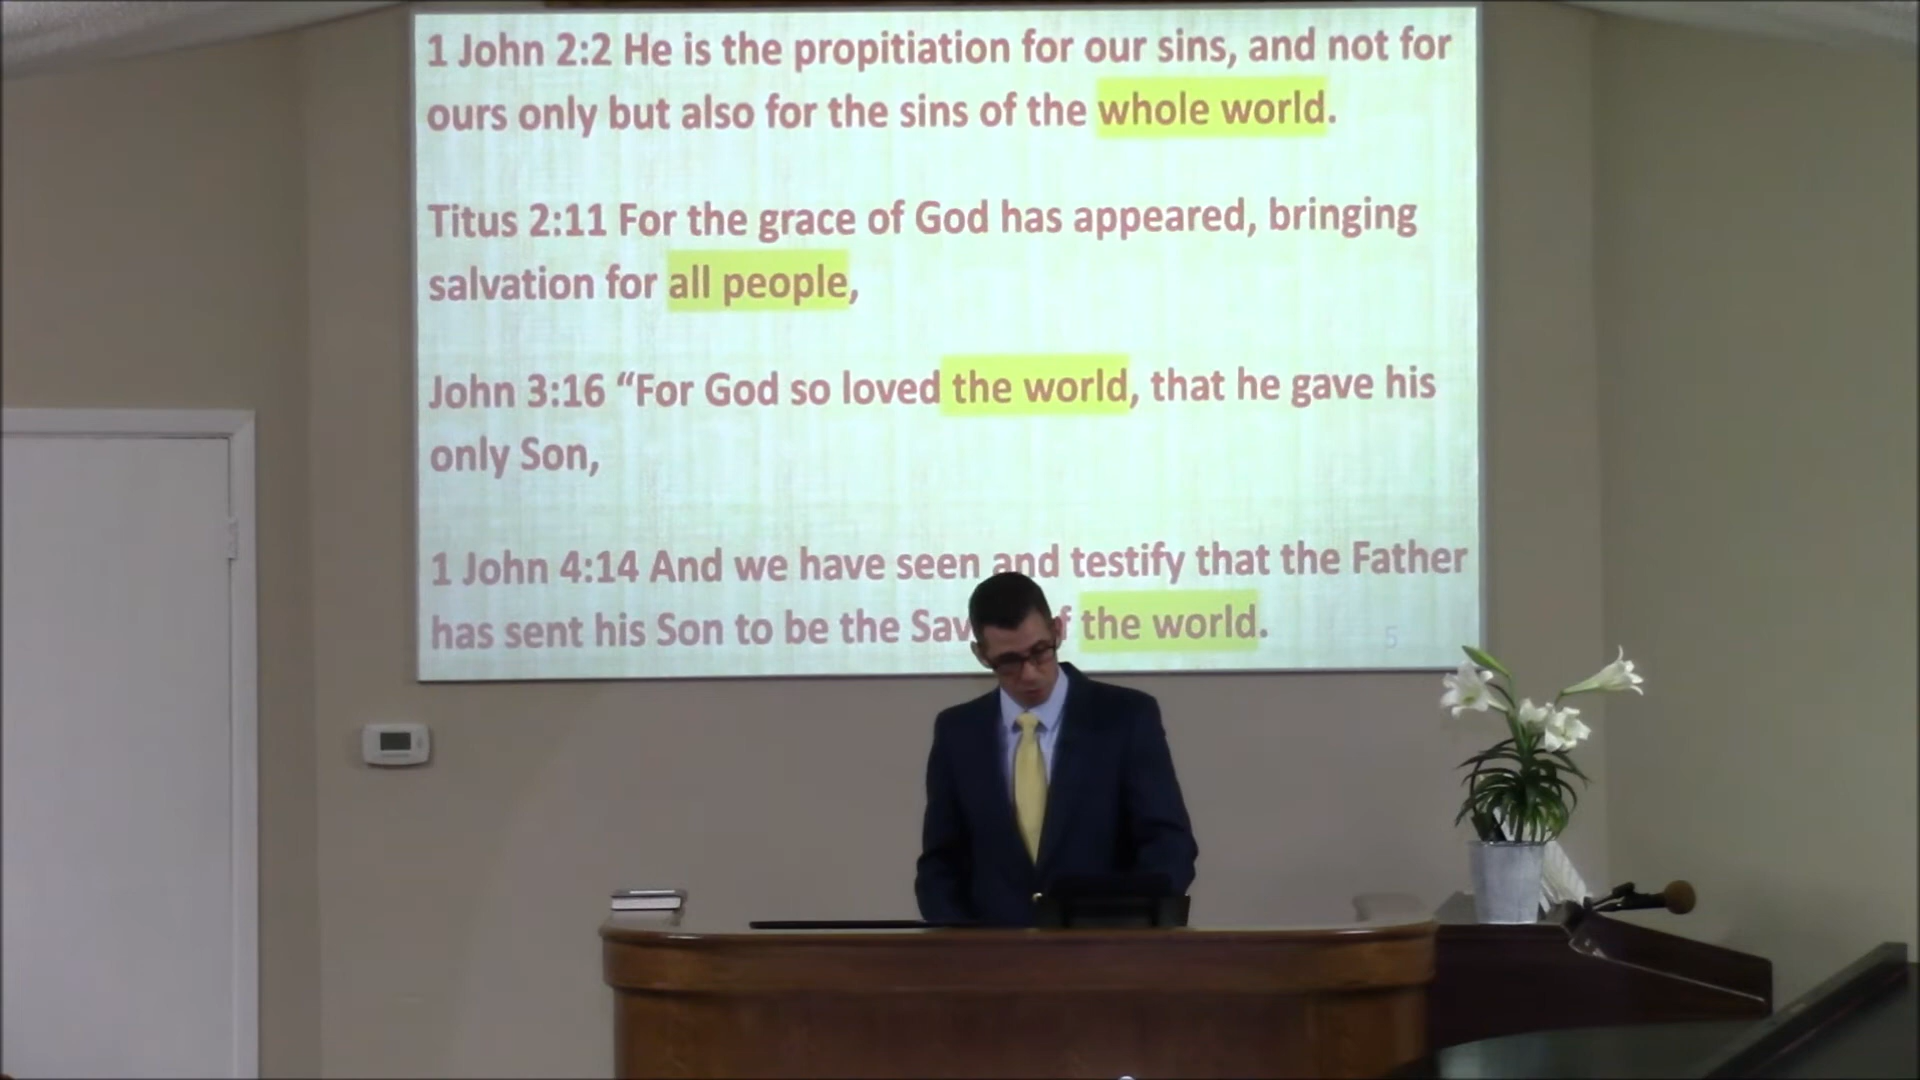 1 John 2:2 He is the propitiation for our sins, and not for
ours only but also for the sins of the whole world.
Titus 2:11 For the grace of God has appeared, bringing
salvation for all people,
John 3:16 “For God so loved the world, that he gave his
only Son,
1 John 4:14 And we have seen and testify that the Father
has sent his Son to be the Sav f the world.
5